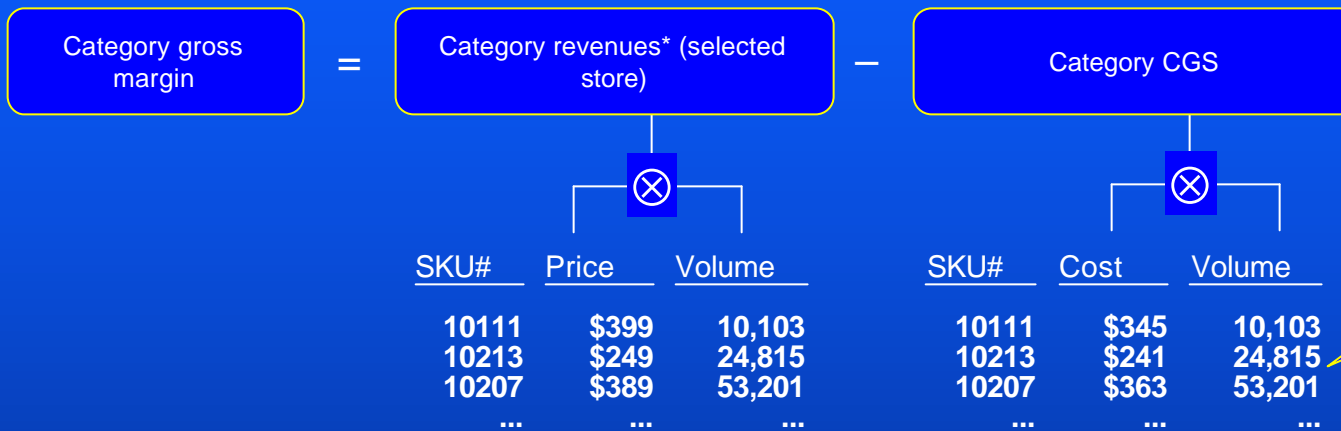 Category gross
margin
=
Category revenues* (selected
store)
–
Category CGS
SKU# Price Volume
10111 $399 10,103
10213 $249 24,815
10207 $389 53,201
... ... ...
SKU# Cost Volume
10111 $345 10,103
10213 $241 24,815
10207 $363 53,201
... ... ...